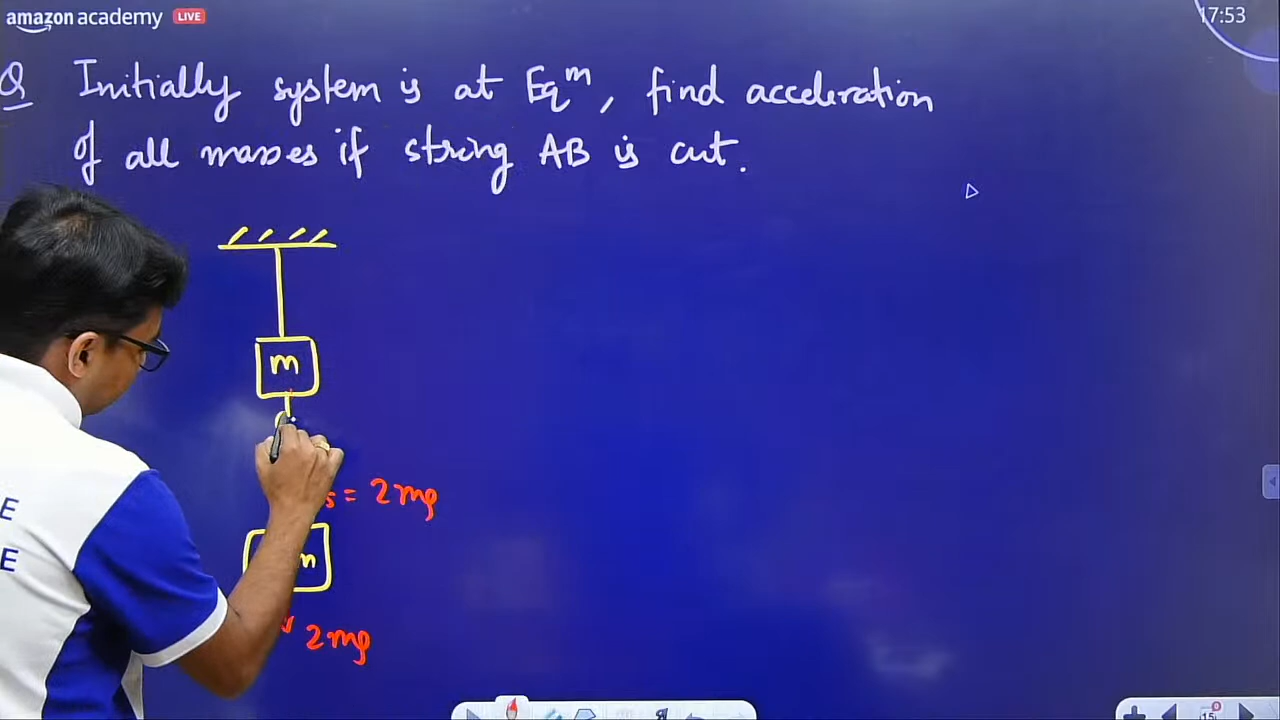 amazon academy LIVE
17:53
Q Initially system is at Eqᵐ, find acceleration
of all masses if string AB is cut.
m
= 2mg
m
2mg
E
E
15